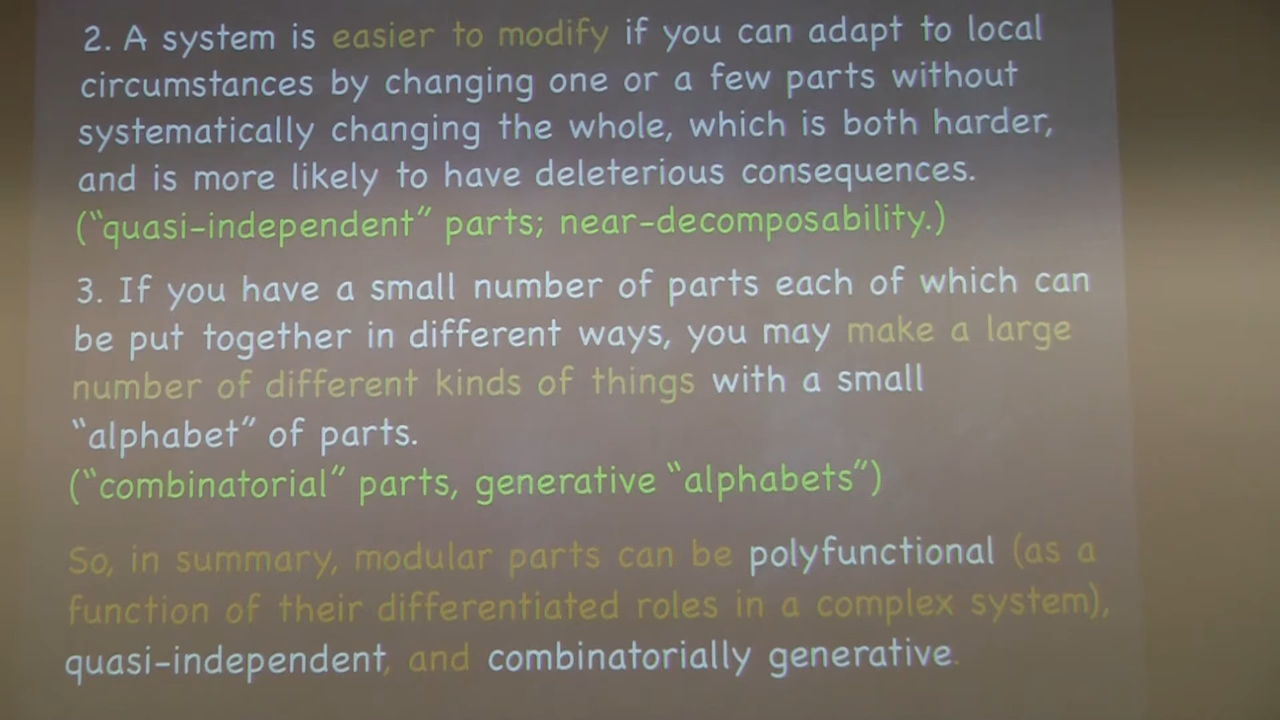 2. A system is easier to modify if you can adapt to local
circumstances by changing one or a few parts without
systematically changing the whole, which is both harder,
and is more likely to have deleterious consequences.
(“quasi-independent” parts; near-decomposability.)
3. If you have a small number of parts each of which can
be put together in different ways, you may make a large
number of different kinds of things with a small
“alphabet” of parts.
(“combinatorial” parts, generative “alphabets”)
So, in summary, modular parts can be polyfunctional (as a
function of their differentiated roles in a complex system),
quasi-independent, and combinatorially generative.